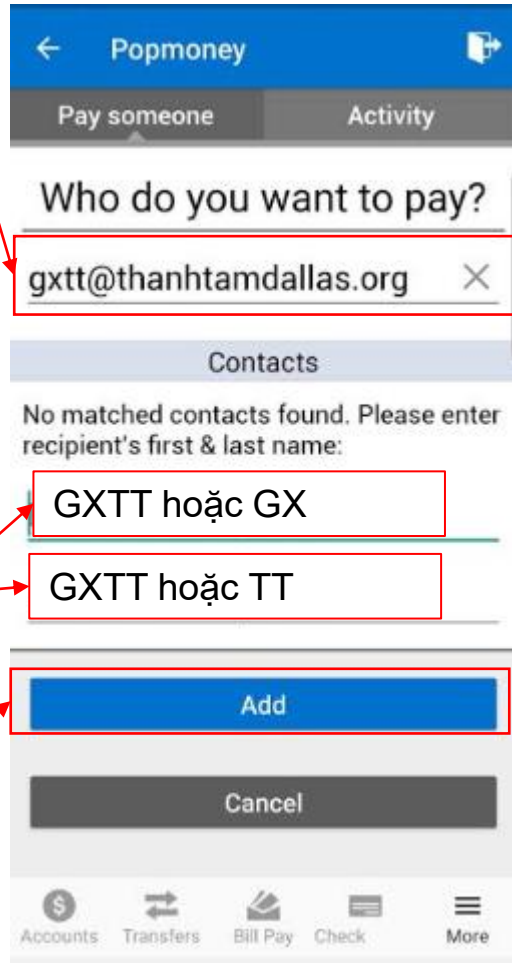 Popmoney
Pay someone
Activity
Who do you want to pay?
gxtt@thanhtamdallas.org
Contacts
No matched contacts found. Please enter
recipient's first & last name:
GXTT hoặc GX
GXTT hoặc TT
Add
Cancel
Accounts Transfers Bill Pay Check More